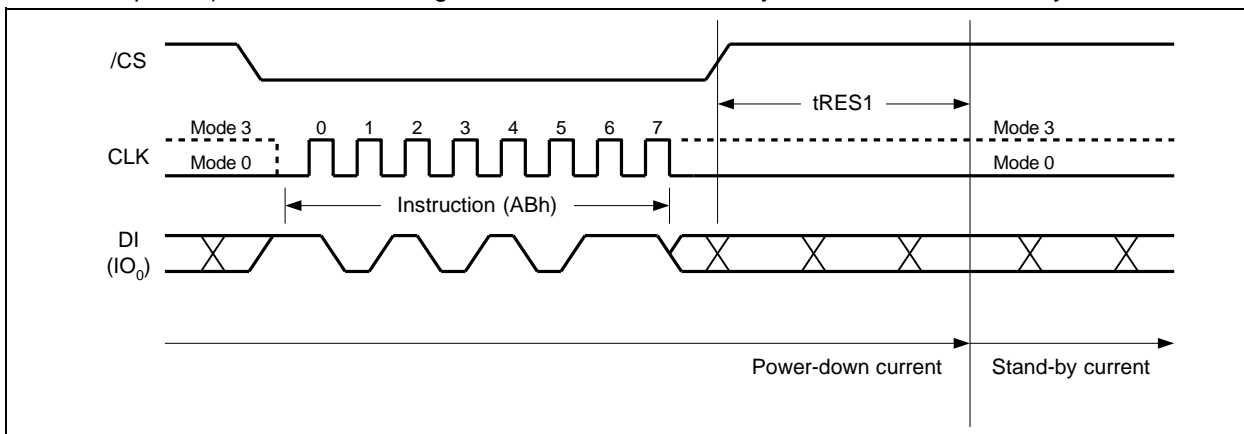 /CS
tRES1
Mode 3 0 1 2 3 4 5 6 7 Mode 3
CLK
Mode 0 Mode 0
Instruction (ABh)
DI
(IO0)
Power-down current Stand-by current